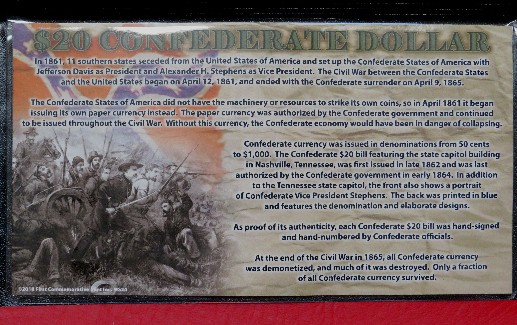 $20 CONFEDERATE DOLLAR
In 1861, 11 southern states seceded from the United States of America and set up the Confederate States of America with
Jefferson Davis as President and Alexander H. Stephens as Vice President. The Civil War between the Confederate States
and the United States began on April 12, 1861, and ended with the Confederate surrender on April 9, 1865.
The Confederate States of America did not have the machinery or resources to strike its own coins, so in April 1861 it began
issuing its own paper currency instead. The paper currency was authorized by the Confederate government and continued
to be issued throughout the Civil War. Without this currency, the Confederate economy would have been in danger of collapsing.
Confederate currency was issued in denominations from 50 cents
to $1,000. The Confederate $20 bill featuring the state capitol building
in Nashville, Tennessee, was first issued in late 1862 and was last
authorized by the Confederate government in early 1864. In addition
to the Tennessee state capitol, the front also shows a portrait
of Confederate Vice President Stephens. The back was printed in blue
and features the denomination and elaborate designs.
As proof of its authenticity, each Confederate $20 bill was hand-signed
and hand-numbered by Confederate officials.
At the end of the Civil War in 1865, all Confederate currency
was demonetized, and much of it was destroyed. Only a fraction
of all Confederate currency survived.
©2018 First Commemorative Mint Inc.